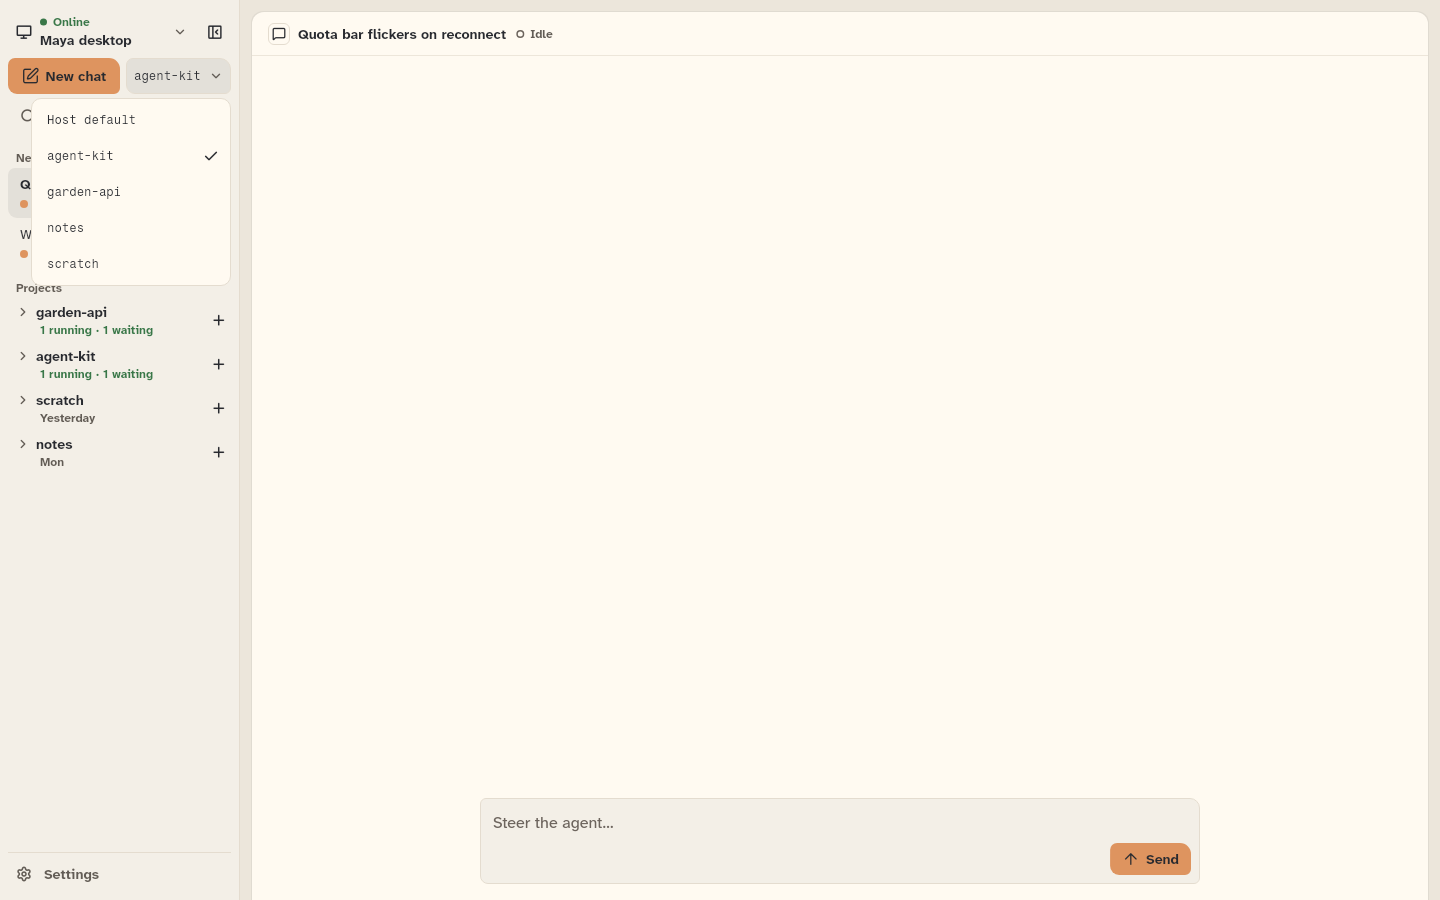 Online
Maya desktop
New chat
agent-kit
Host default
agent-kit
garden-api
notes
scratch
Ne
Q
W
Projects
garden-api
1 running · 1 waiting
agent-kit
1 running · 1 waiting
scratch
Yesterday
notes
Mon
Settings
Quota bar flickers on reconnect
Idle
Steer the agent...
Send